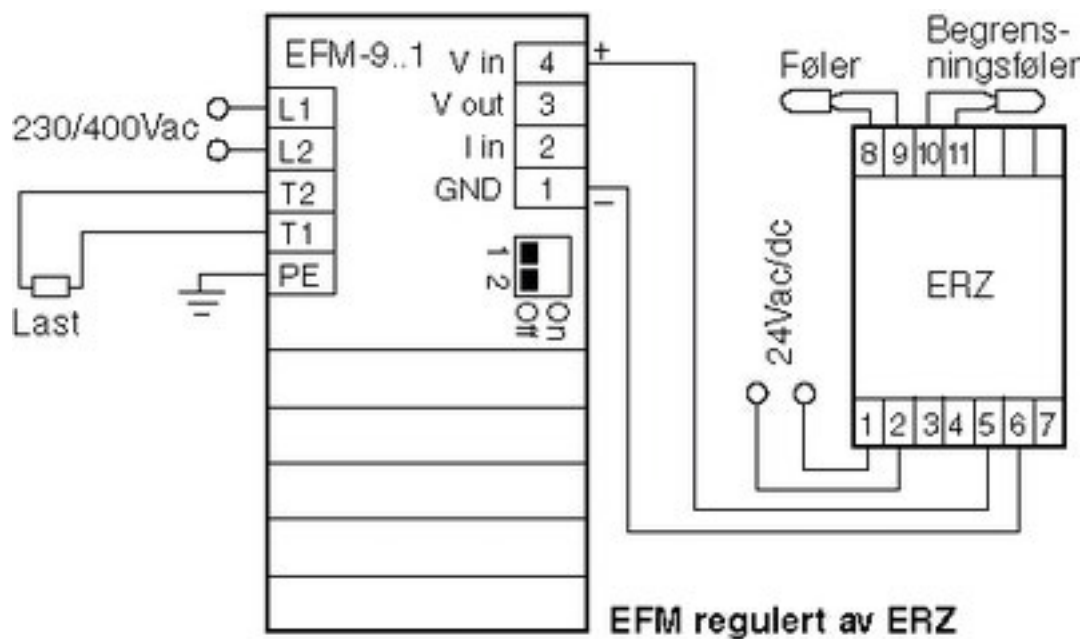 EFM-9..1
V in 4 +
V out 3
I in 2
GND 1 –
230/400Vac
L1
L2
T2
T1
PE
Last
1
2
Off
On
Føler
Begrens-
ningsføler
8 9 10 11
ERZ
24Vac/dc
1 2 3 4 5 6 7
EFM regulert av ERZ